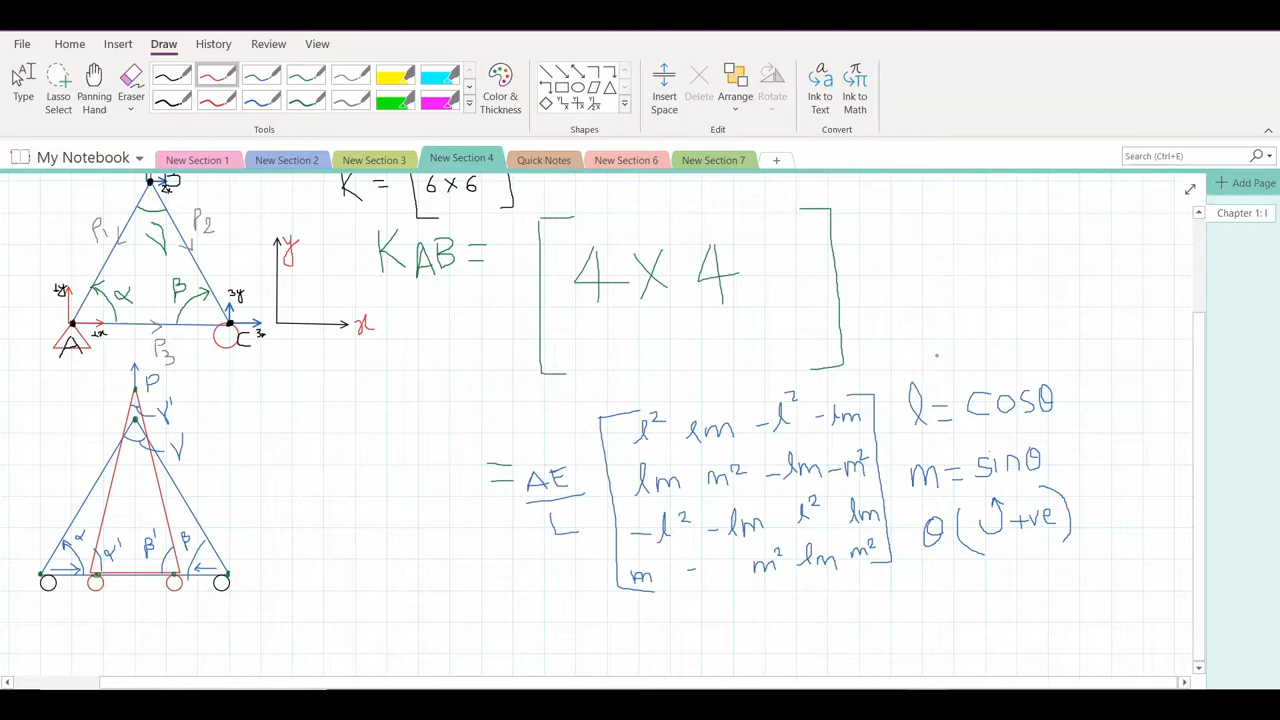 File Home Insert Draw History Review View
Type Lasso Select Panning Hand Eraser Color & Thickness Insert Space Delete Arrange Rotate Ink to Text Ink to Math
Tools Shapes Edit Convert
My Notebook New Section 1 New Section 2 New Section 3 New Section 4 Quick Notes New Section 6 New Section 7 + Search (Ctrl+E)
Add Page
Chapter 1: I
K = [6 x 6]
P1 P2
γ
α β
1y 1x
3y
A C
P3
y
x
K AB = [4 x 4]
P
γ'
γ
A α α' β' β
= AE/L
l² lm -l² -lm
lm m² -lm -m²
-l² -lm l² lm
m - m² lm m²
l = cosθ
m = sinθ
θ ( +ve )